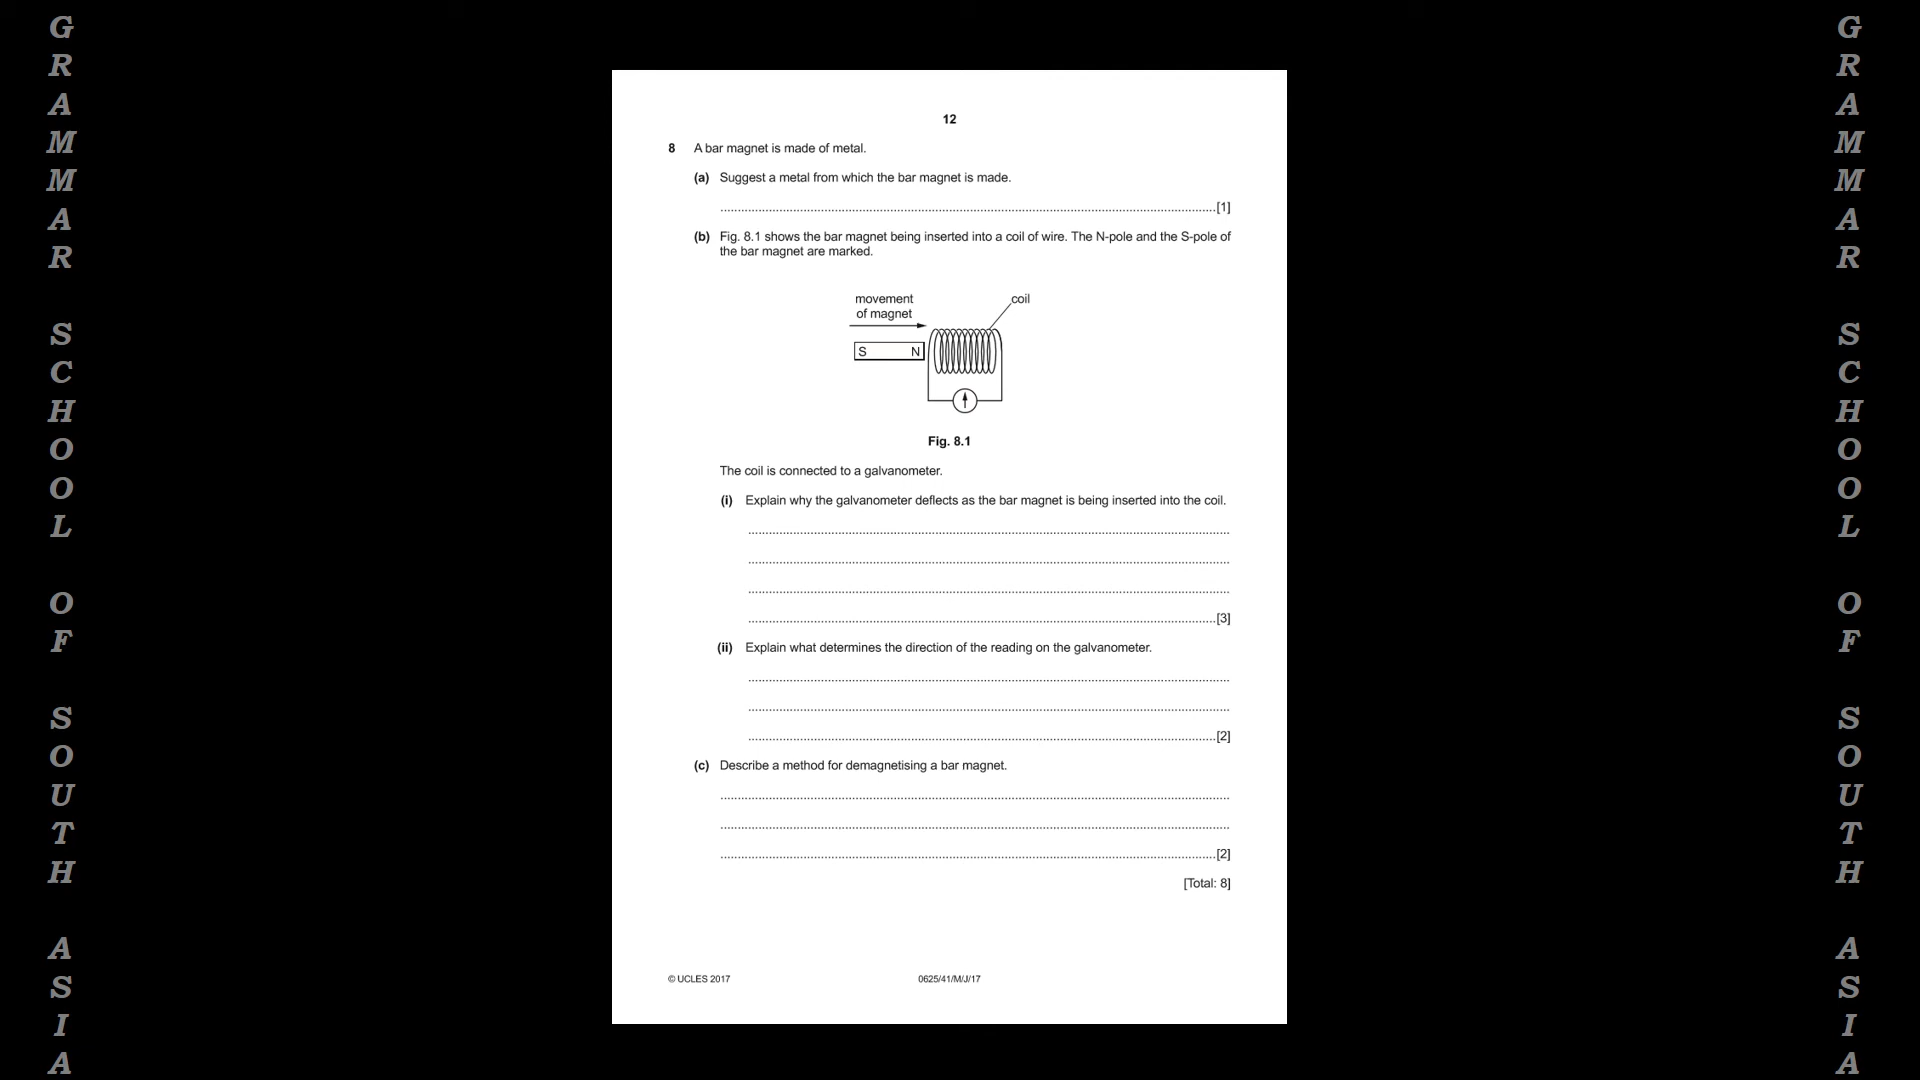 GRAMMAR SCHOOL OF SOUTH ASIA
12
8 A bar magnet is made of metal.
(a) Suggest a metal from which the bar magnet is made.
[1]
(b) Fig. 8.1 shows the bar magnet being inserted into a coil of wire. The N-pole and the S-pole of
the bar magnet are marked.
movement
of magnet
coil
S N
Fig. 8.1
The coil is connected to a galvanometer.
(i) Explain why the galvanometer deflects as the bar magnet is being inserted into the coil.
[3]
(ii) Explain what determines the direction of the reading on the galvanometer.
[2]
(c) Describe a method for demagnetising a bar magnet.
[2]
[Total: 8]
© UCLES 2017 0625/41/M/J/17
GRAMMAR SCHOOL OF SOUTH ASIA